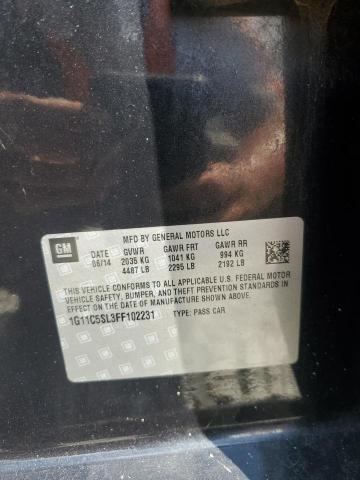 MFD BY GENERAL MOTORS LLC
GM DATE GVWR GAWR FRT GAWR RR
06/14 2035 KG 1041 KG 994 KG
4487 LB 2295 LB 2192 LB
THIS VEHICLE CONFORMS TO ALL APPLICABLE U.S. FEDERAL MOTOR
VEHICLE SAFETY, BUMPER, AND THEFT PREVENTION STANDARDS IN
EFFECT ON THE DATE OF MANUFACTURE SHOWN ABOVE.
1G11C5SL3FF102231 TYPE: PASS CAR